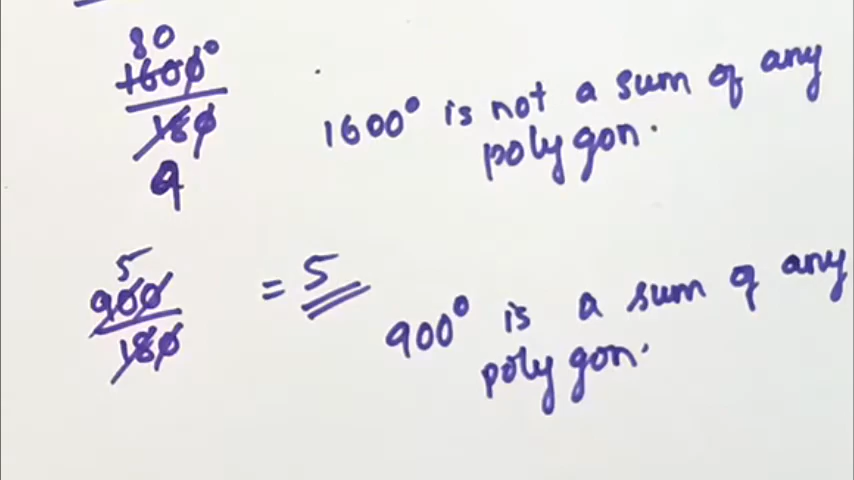 80
1600°
180
9
1600° is not a sum of any
polygon.
5
900
180
= 5
900° is a sum of any
polygon.